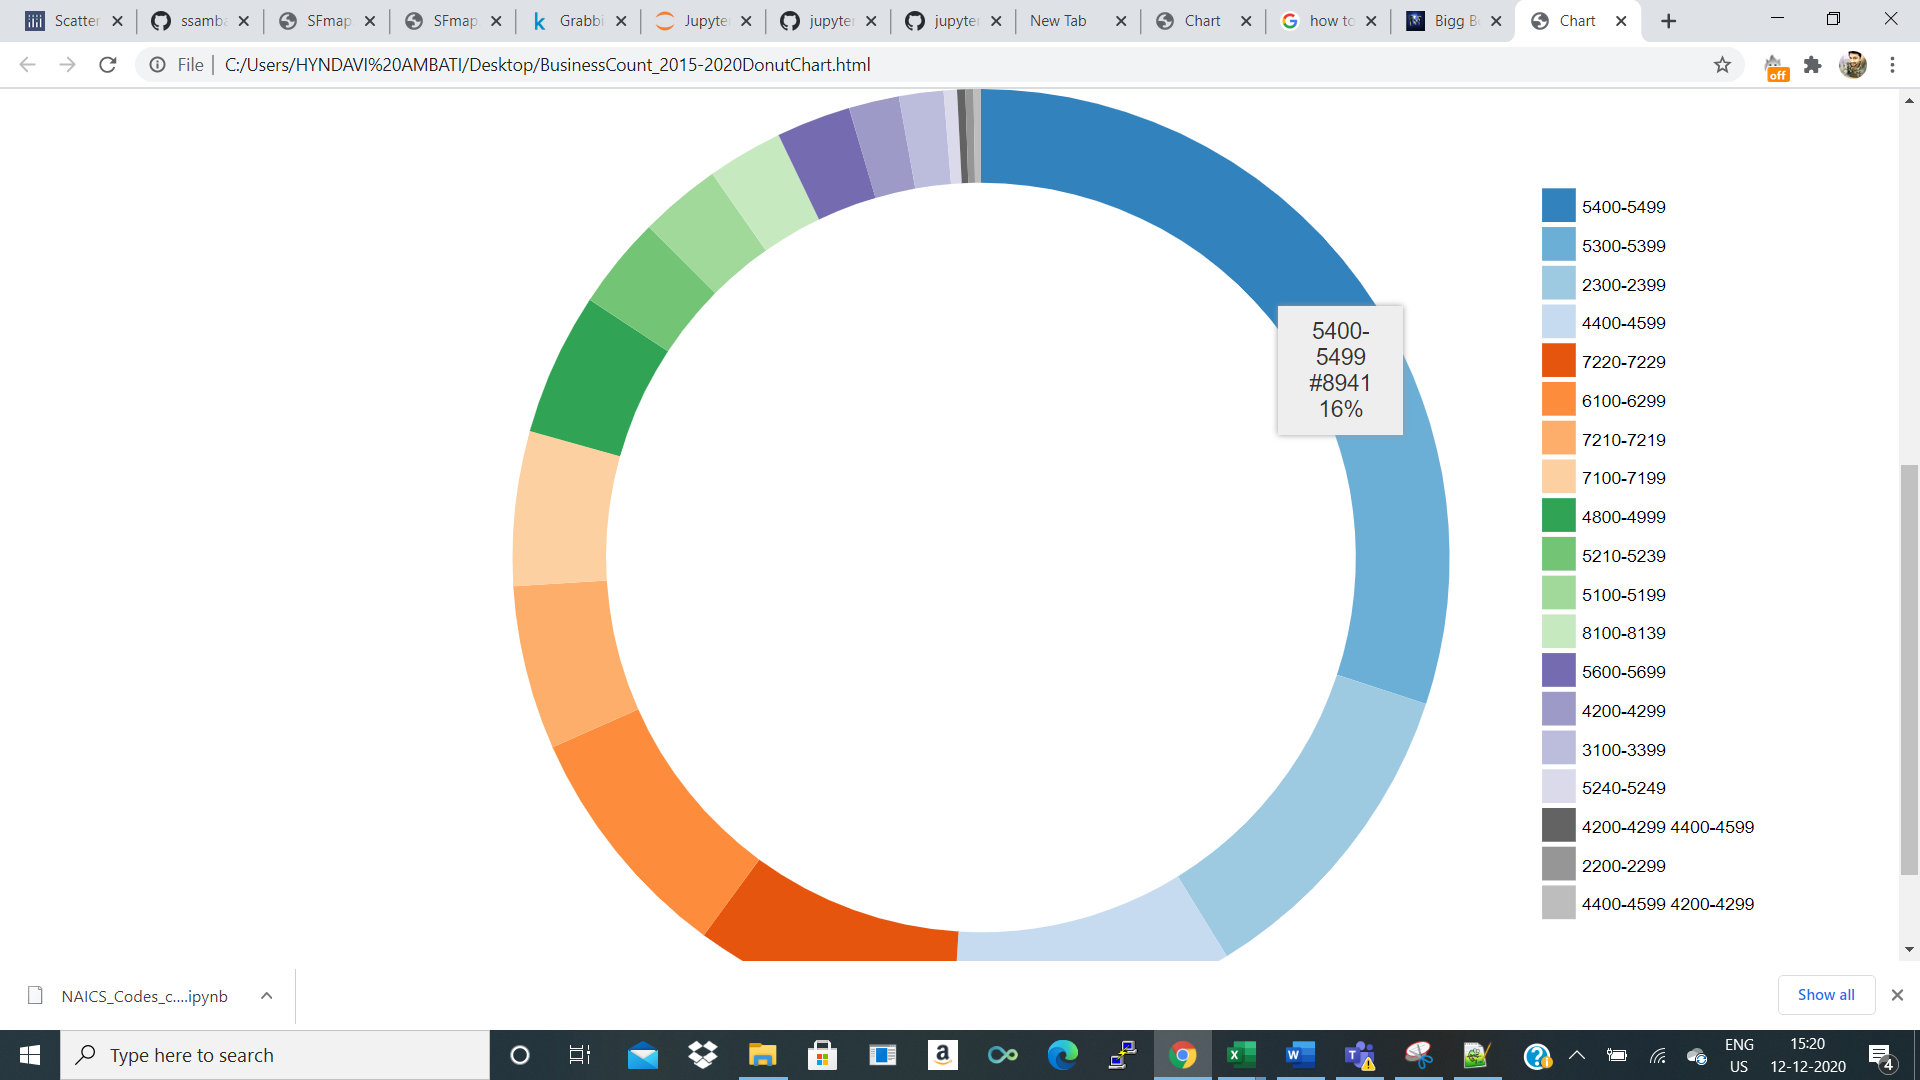 Scatter
ssamba
SFmap
SFmap
Grabbi
Jupyte
jupyte
jupyte
New Tab
Chart
how to
Bigg B
Chart
File
C:/Users/HYNDAVI%20AMBATI/Desktop/BusinessCount_2015-2020DonutChart.html
off
5400-
5499
#8941
16%
5400-5499
5300-5399
2300-2399
4400-4599
7220-7229
6100-6299
7210-7219
7100-7199
4800-4999
5210-5239
5100-5199
8100-8139
5600-5699
4200-4299
3100-3399
5240-5249
4200-4299 4400-4599
2200-2299
4400-4599 4200-4299
NAICS_Codes_c....ipynb
Show all
Type here to search
ENG
US
15:20
12-12-2020
4